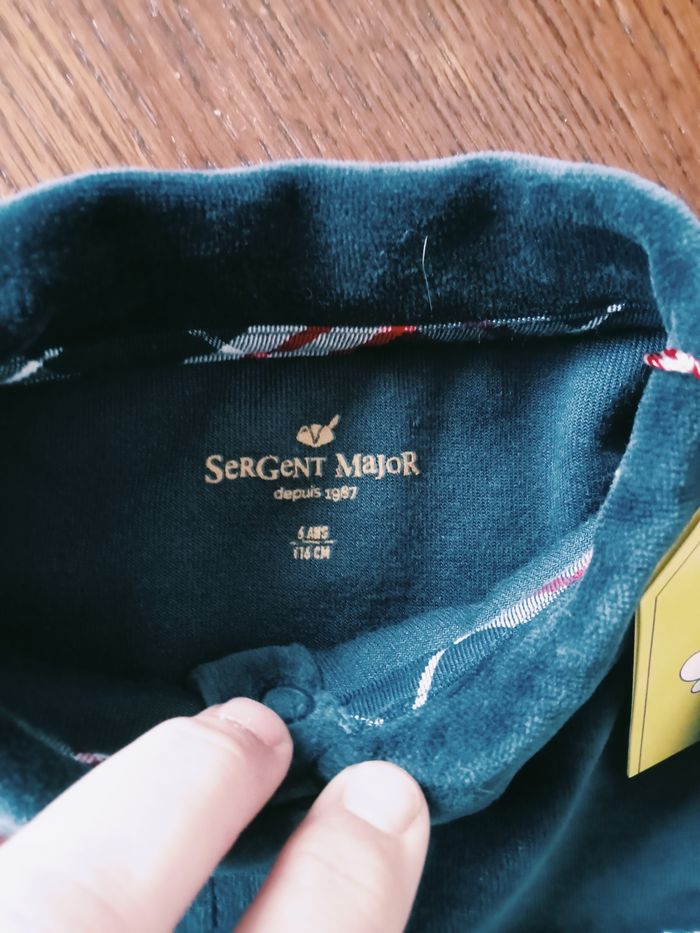 SeRGeNT MaJoR
depuis 1987
6 ANS
116 CM